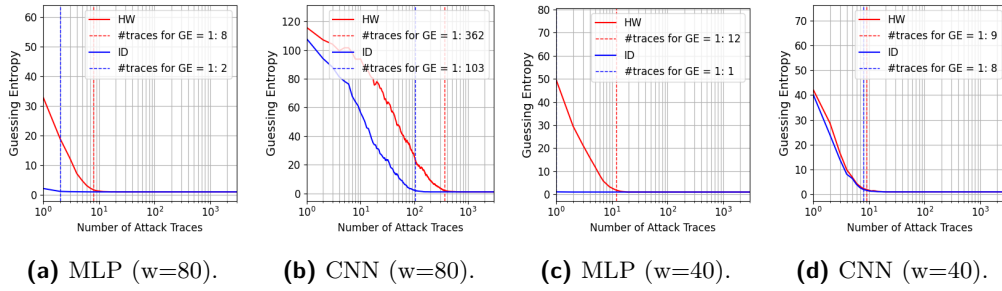 60
50
40
30
20
10
0
Guessing Entropy
HW
#traces for GE = 1: 8
ID
#traces for GE = 1: 2
10^0 10^1 10^2 10^3
Number of Attack Traces
120
100
80
60
40
20
0
Guessing Entropy
HW
#traces for GE = 1: 362
ID
#traces for GE = 1: 103
10^0 10^1 10^2 10^3
Number of Attack Traces
80
70
60
50
40
30
20
10
0
Guessing Entropy
HW
#traces for GE = 1: 12
ID
#traces for GE = 1: 1
10^0 10^1 10^2 10^3
Number of Attack Traces
70
60
50
40
30
20
10
0
Guessing Entropy
HW
#traces for GE = 1: 9
ID
#traces for GE = 1: 8
10^0 10^1 10^2 10^3
Number of Attack Traces
(a) MLP (w=80).
(b) CNN (w=80).
(c) MLP (w=40).
(d) CNN (w=40).